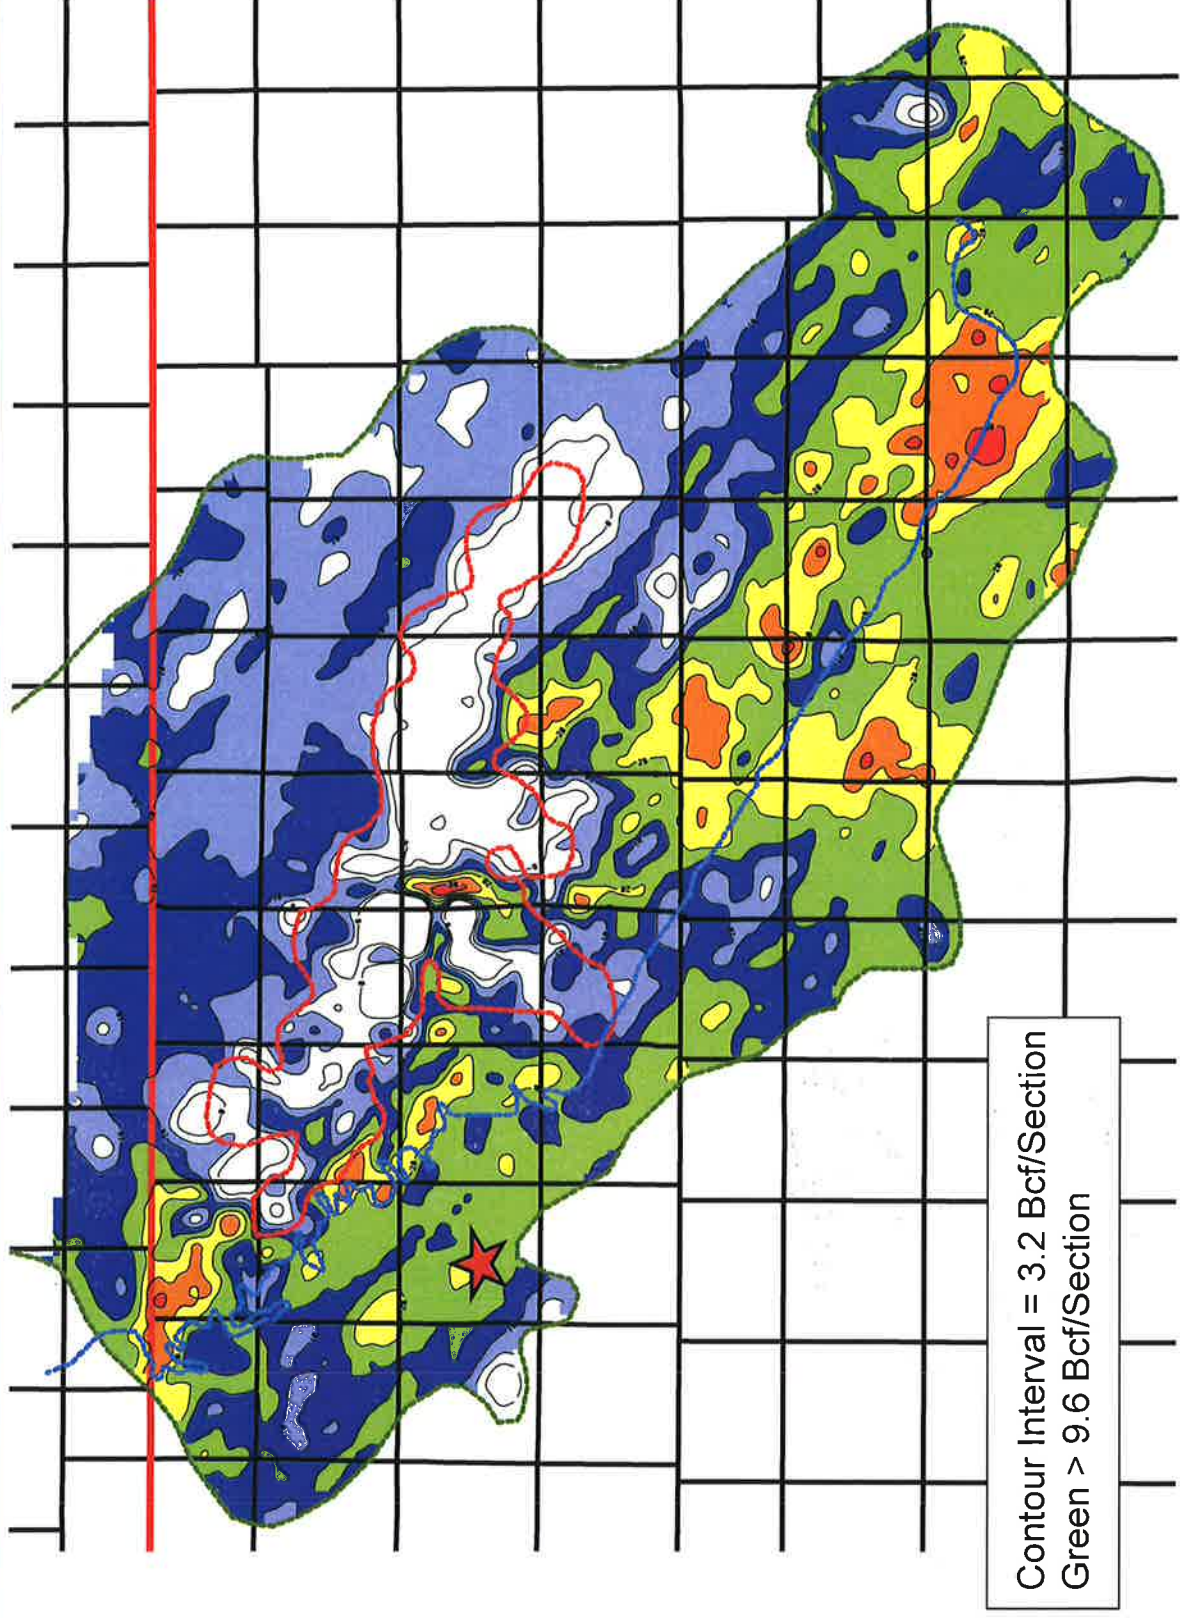 Contour Interval = 3.2 Bcf/Section
Green > 9.6 Bcf/Section